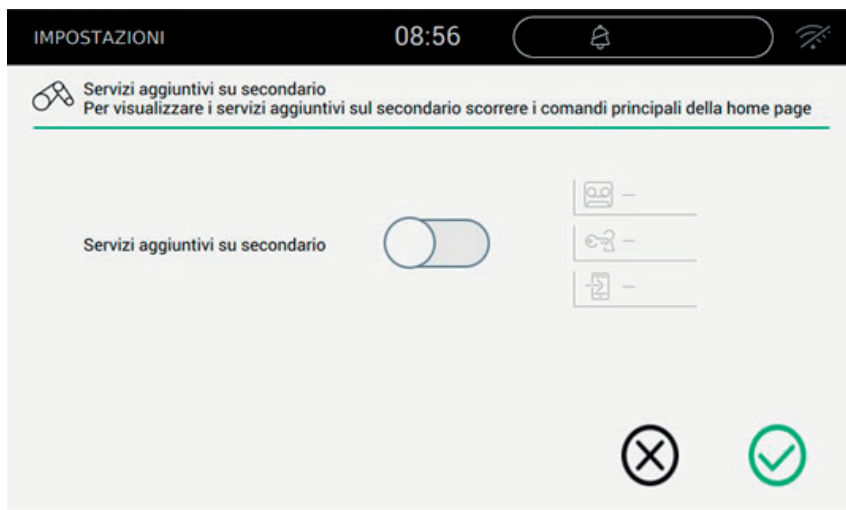 IMPOSTAZIONI 08:56
Servizi aggiuntivi su secondario
Per visualizzare i servizi aggiuntivi sul secondario scorrere i comandi principali della home page
Servizi aggiuntivi su secondario
–
–
–